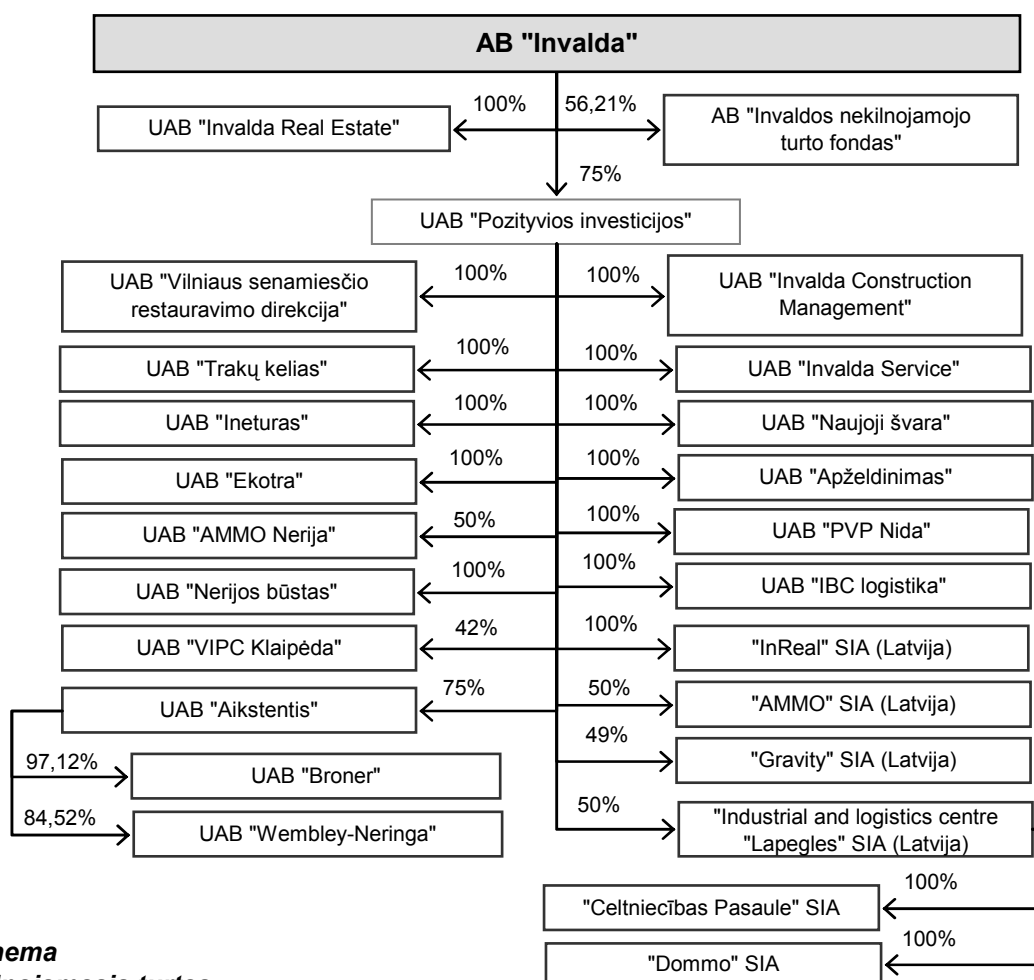 AB "Invalda"
100%
56,21%
UAB "Invalda Real Estate"
AB "Invaldos nekilnojamojo
turto fondas"
75%
UAB "Pozityvios investicijos"
100%
100%
UAB "Vilniaus senamiesčio
restauravimo direkcija"
UAB "Invalda Construction
Management"
100%
100%
UAB "Trakų kelias"
UAB "Invalda Service"
100%
100%
UAB "Ineturas"
UAB "Naujoji švara"
100%
100%
UAB "Ekotra"
UAB "Apželdinimas"
50%
100%
UAB "AMMO Nerija"
UAB "PVP Nida"
100%
100%
UAB "Nerijos būstas"
UAB "IBC logistika"
42%
100%
UAB "VIPC Klaipėda"
"InReal" SIA (Latvija)
75%
50%
UAB "Aikstentis"
"AMMO" SIA (Latvija)
49%
97,12%
UAB "Broner"
"Gravity" SIA (Latvija)
50%
84,52%
UAB "Wembley-Neringa"
"Industrial and logistics centre
"Lapegles" SIA (Latvija)
100%
"Celtniecības Pasaule" SIA
100%
"Dommo" SIA